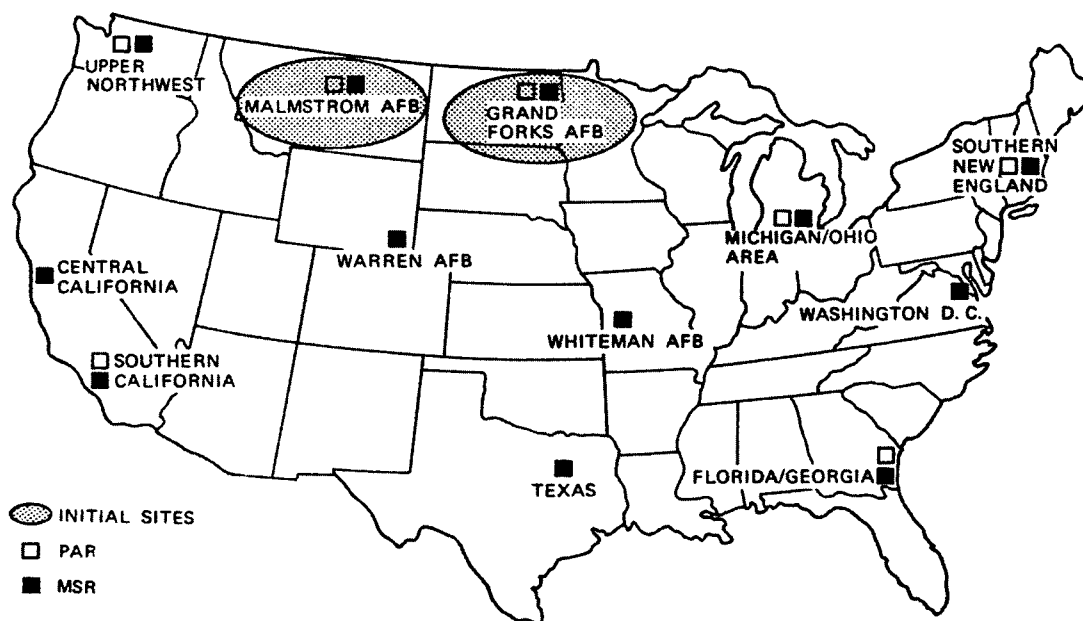 UPPER
NORTHWEST
MALMSTROM AFB
GRAND
FORKS AFB
SOUTHERN
NEW
ENGLAND
WARREN AFB
MICHIGAN/OHIO
AREA
CENTRAL
CALIFORNIA
WASHINGTON D. C.
WHITEMAN AFB
SOUTHERN
CALIFORNIA
TEXAS
FLORIDA/GEORGIA
INITIAL SITES
PAR
MSR